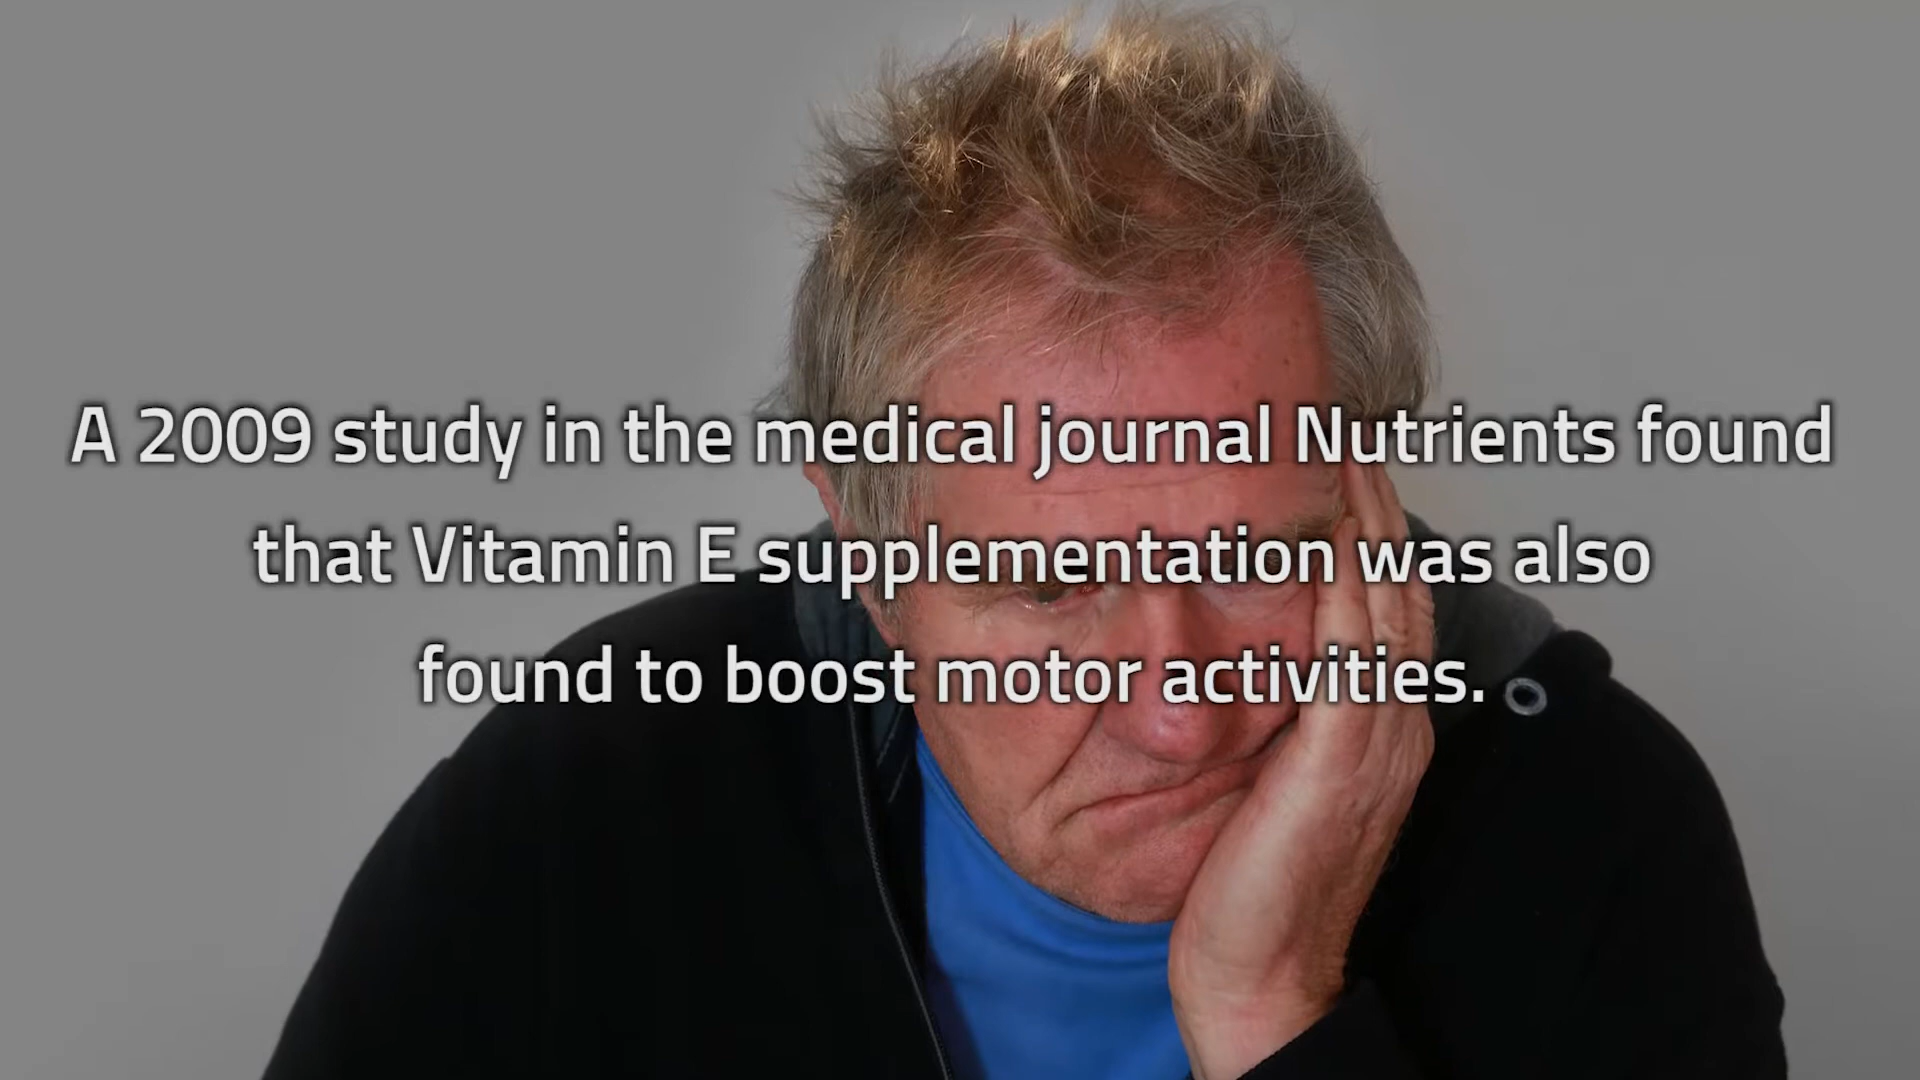 A 2009 study in the medical journal Nutrients found
that Vitamin E supplementation was also
found to boost motor activities.